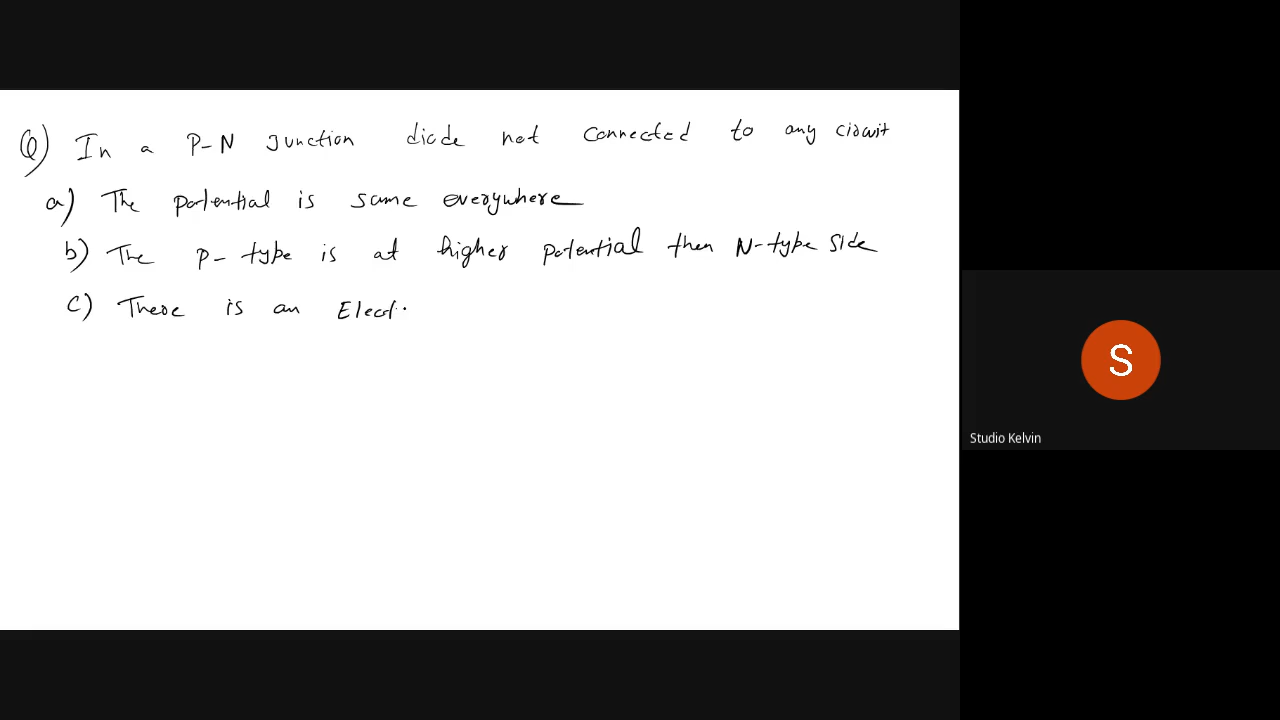 Q) In a P-N Junction diode not connected to any circuit
a) The potential is same everywhere
b) The P- type is at higher potential then N-type side
c) There is an Elect.
S
Studio Kelvin